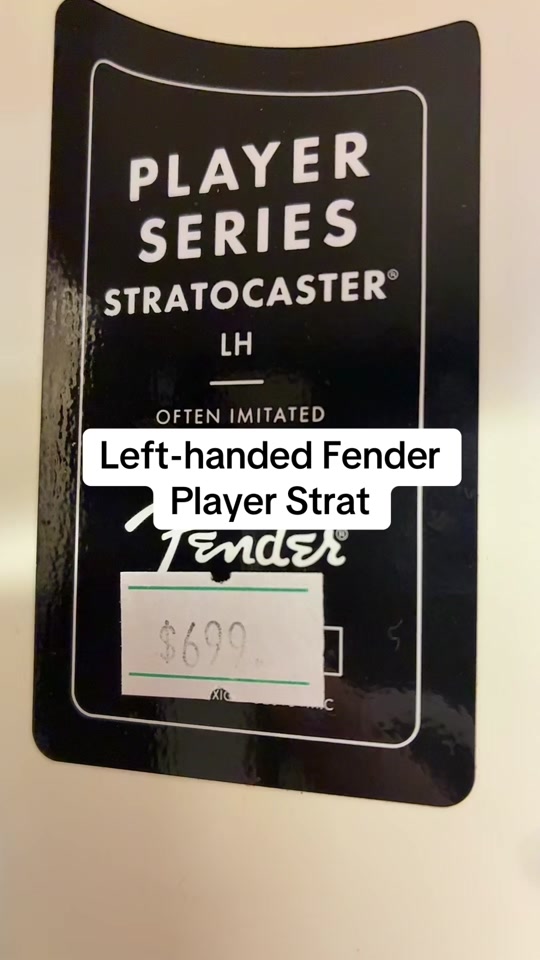 PLAYER
SERIES
STRATOCASTER®
LH
OFTEN IMITATED
Left-handed Fender
Player Strat
Fender®
$699